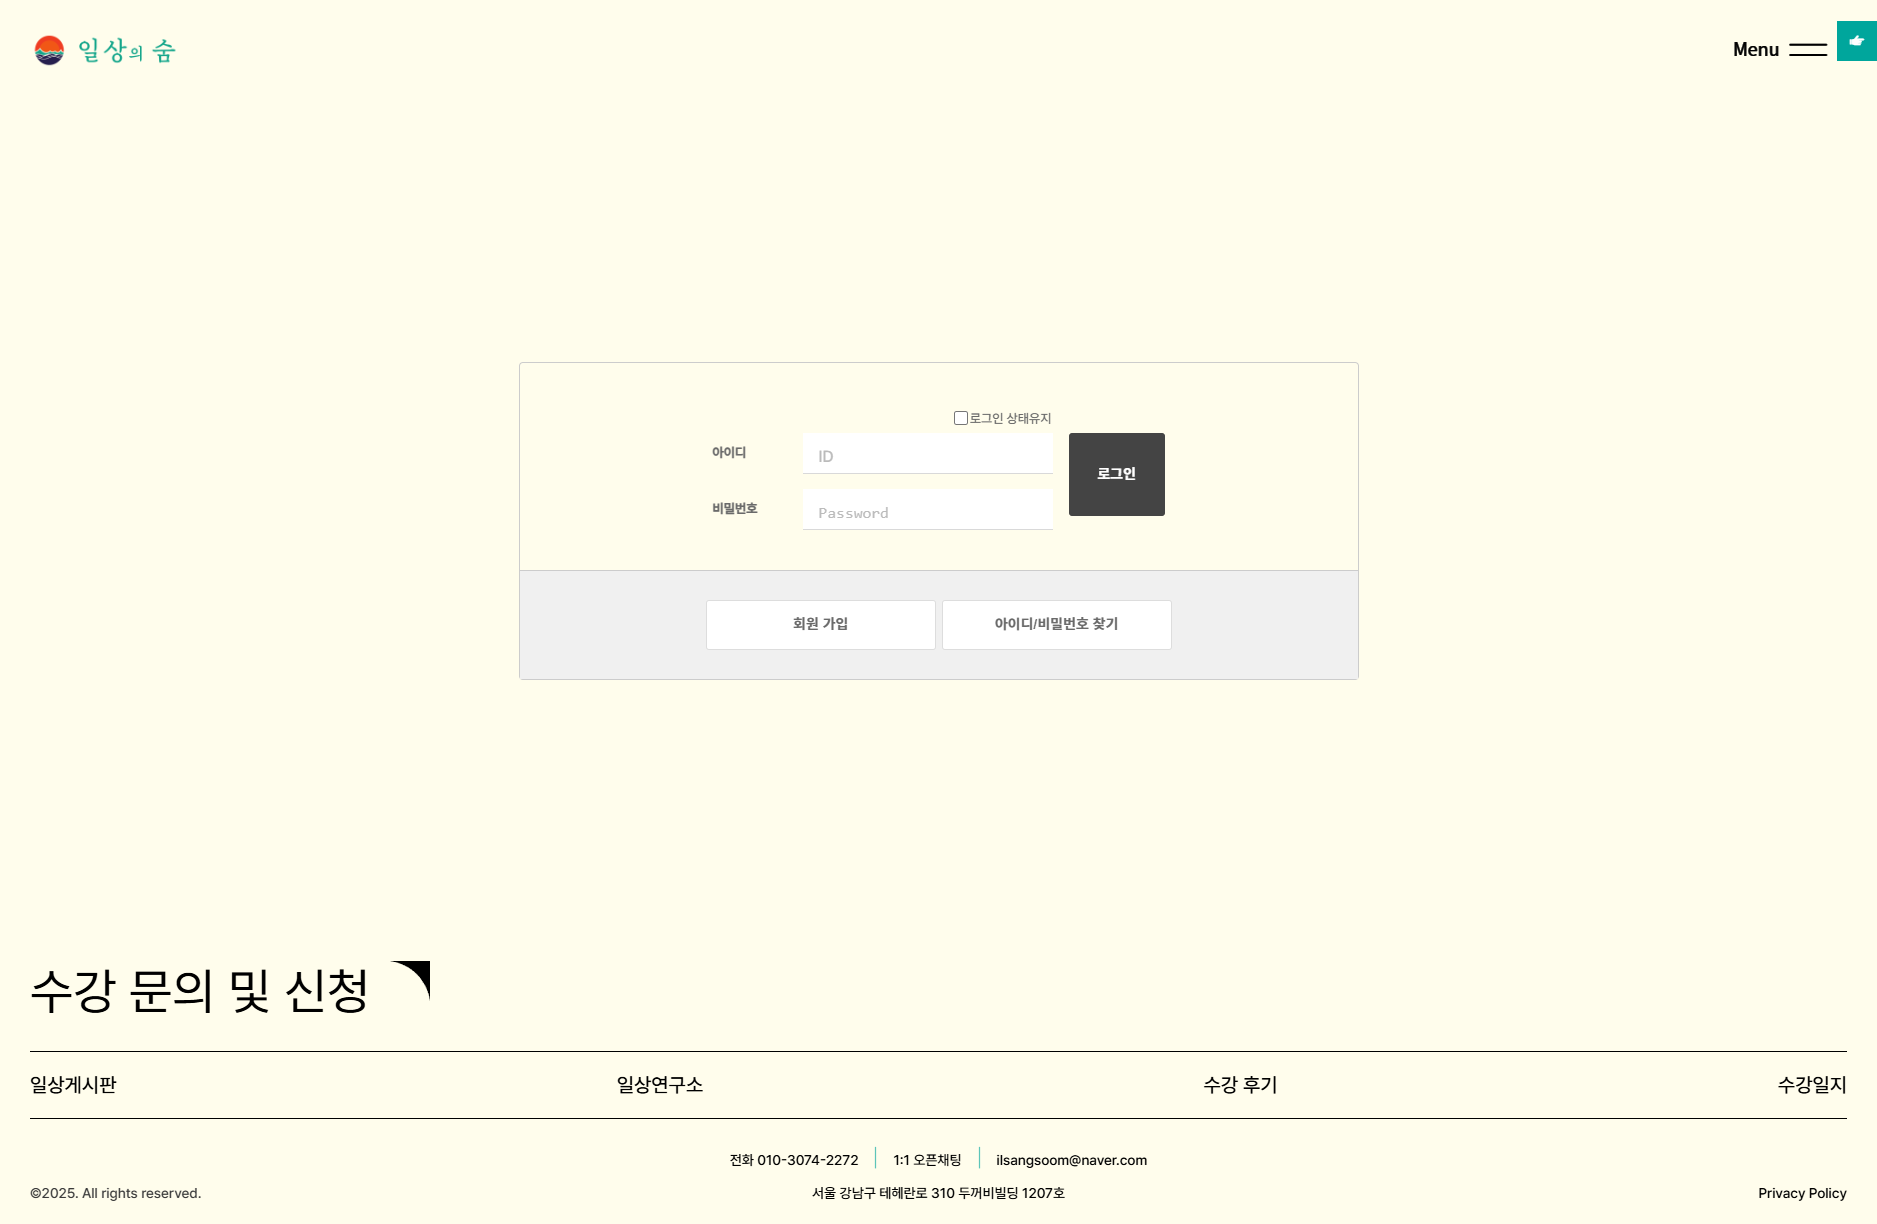 일상의 숨
Menu
로그인 상태유지
아이디
ID
비밀번호
Password
로그인
회원 가입
아이디/비밀번호 찾기
수강 문의 및 신청
일상게시판
일상연구소
수강 후기
수강일지
전화 010-3074-2272
1:1 오픈채팅
ilsangsoom@naver.com
©2025. All rights reserved.
서울 강남구 테헤란로 310 두꺼비빌딩 1207호
Privacy Policy